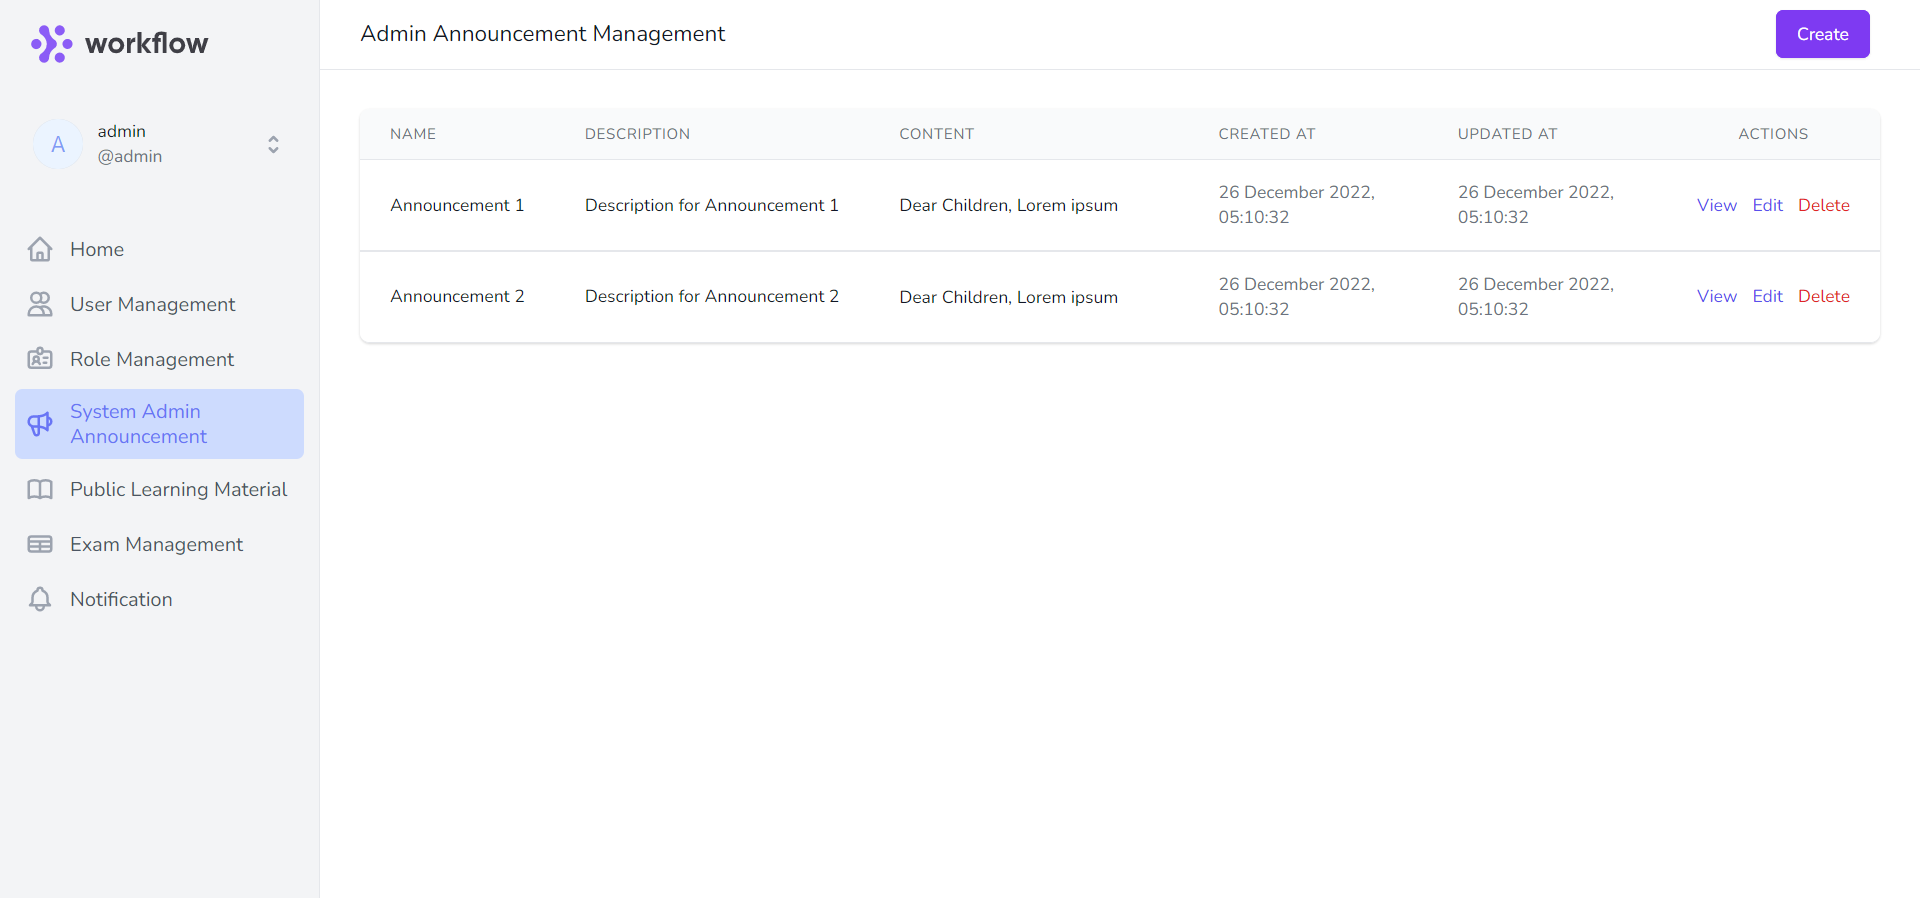 workflow
A
admin
@admin
Home
User Management
Role Management
System Admin
Announcement
Public Learning Material
Exam Management
Notification
Admin Announcement Management
Create
NAME DESCRIPTION CONTENT CREATED AT UPDATED AT ACTIONS
Announcement 1 Description for Announcement 1 Dear Children, Lorem ipsum 26 December 2022, 26 December 2022, View Edit Delete
05:10:32 05:10:32
Announcement 2 Description for Announcement 2 Dear Children, Lorem ipsum 26 December 2022, 26 December 2022, View Edit Delete
05:10:32 05:10:32